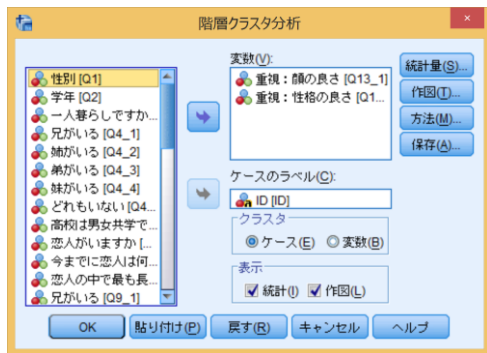 階層クラスタ分析
性別 [Q1]
学年 [Q2]
一人暮らしですか...
兄がいる [Q4_1]
姉がいる [Q4_2]
弟がいる [Q4_3]
妹がいる [Q4_4]
どれもいない [Q4...
高校は男女共学で...
恋人がいますか [...
今までに恋人は何...
恋人の中で最も長...
兄がいる [Q9_1]
変数(V):
重視：顔の良さ [Q13_1]
重視：性格の良さ [Q1...
ケースのラベル(C):
ID [ID]
クラスタ
ケース(E) 変数(B)
表示
統計(I) 作図(L)
統計量(S)...
作図(T)...
方法(M)...
保存(A)...
OK 貼り付け(P) 戻す(R) キャンセル ヘルプ